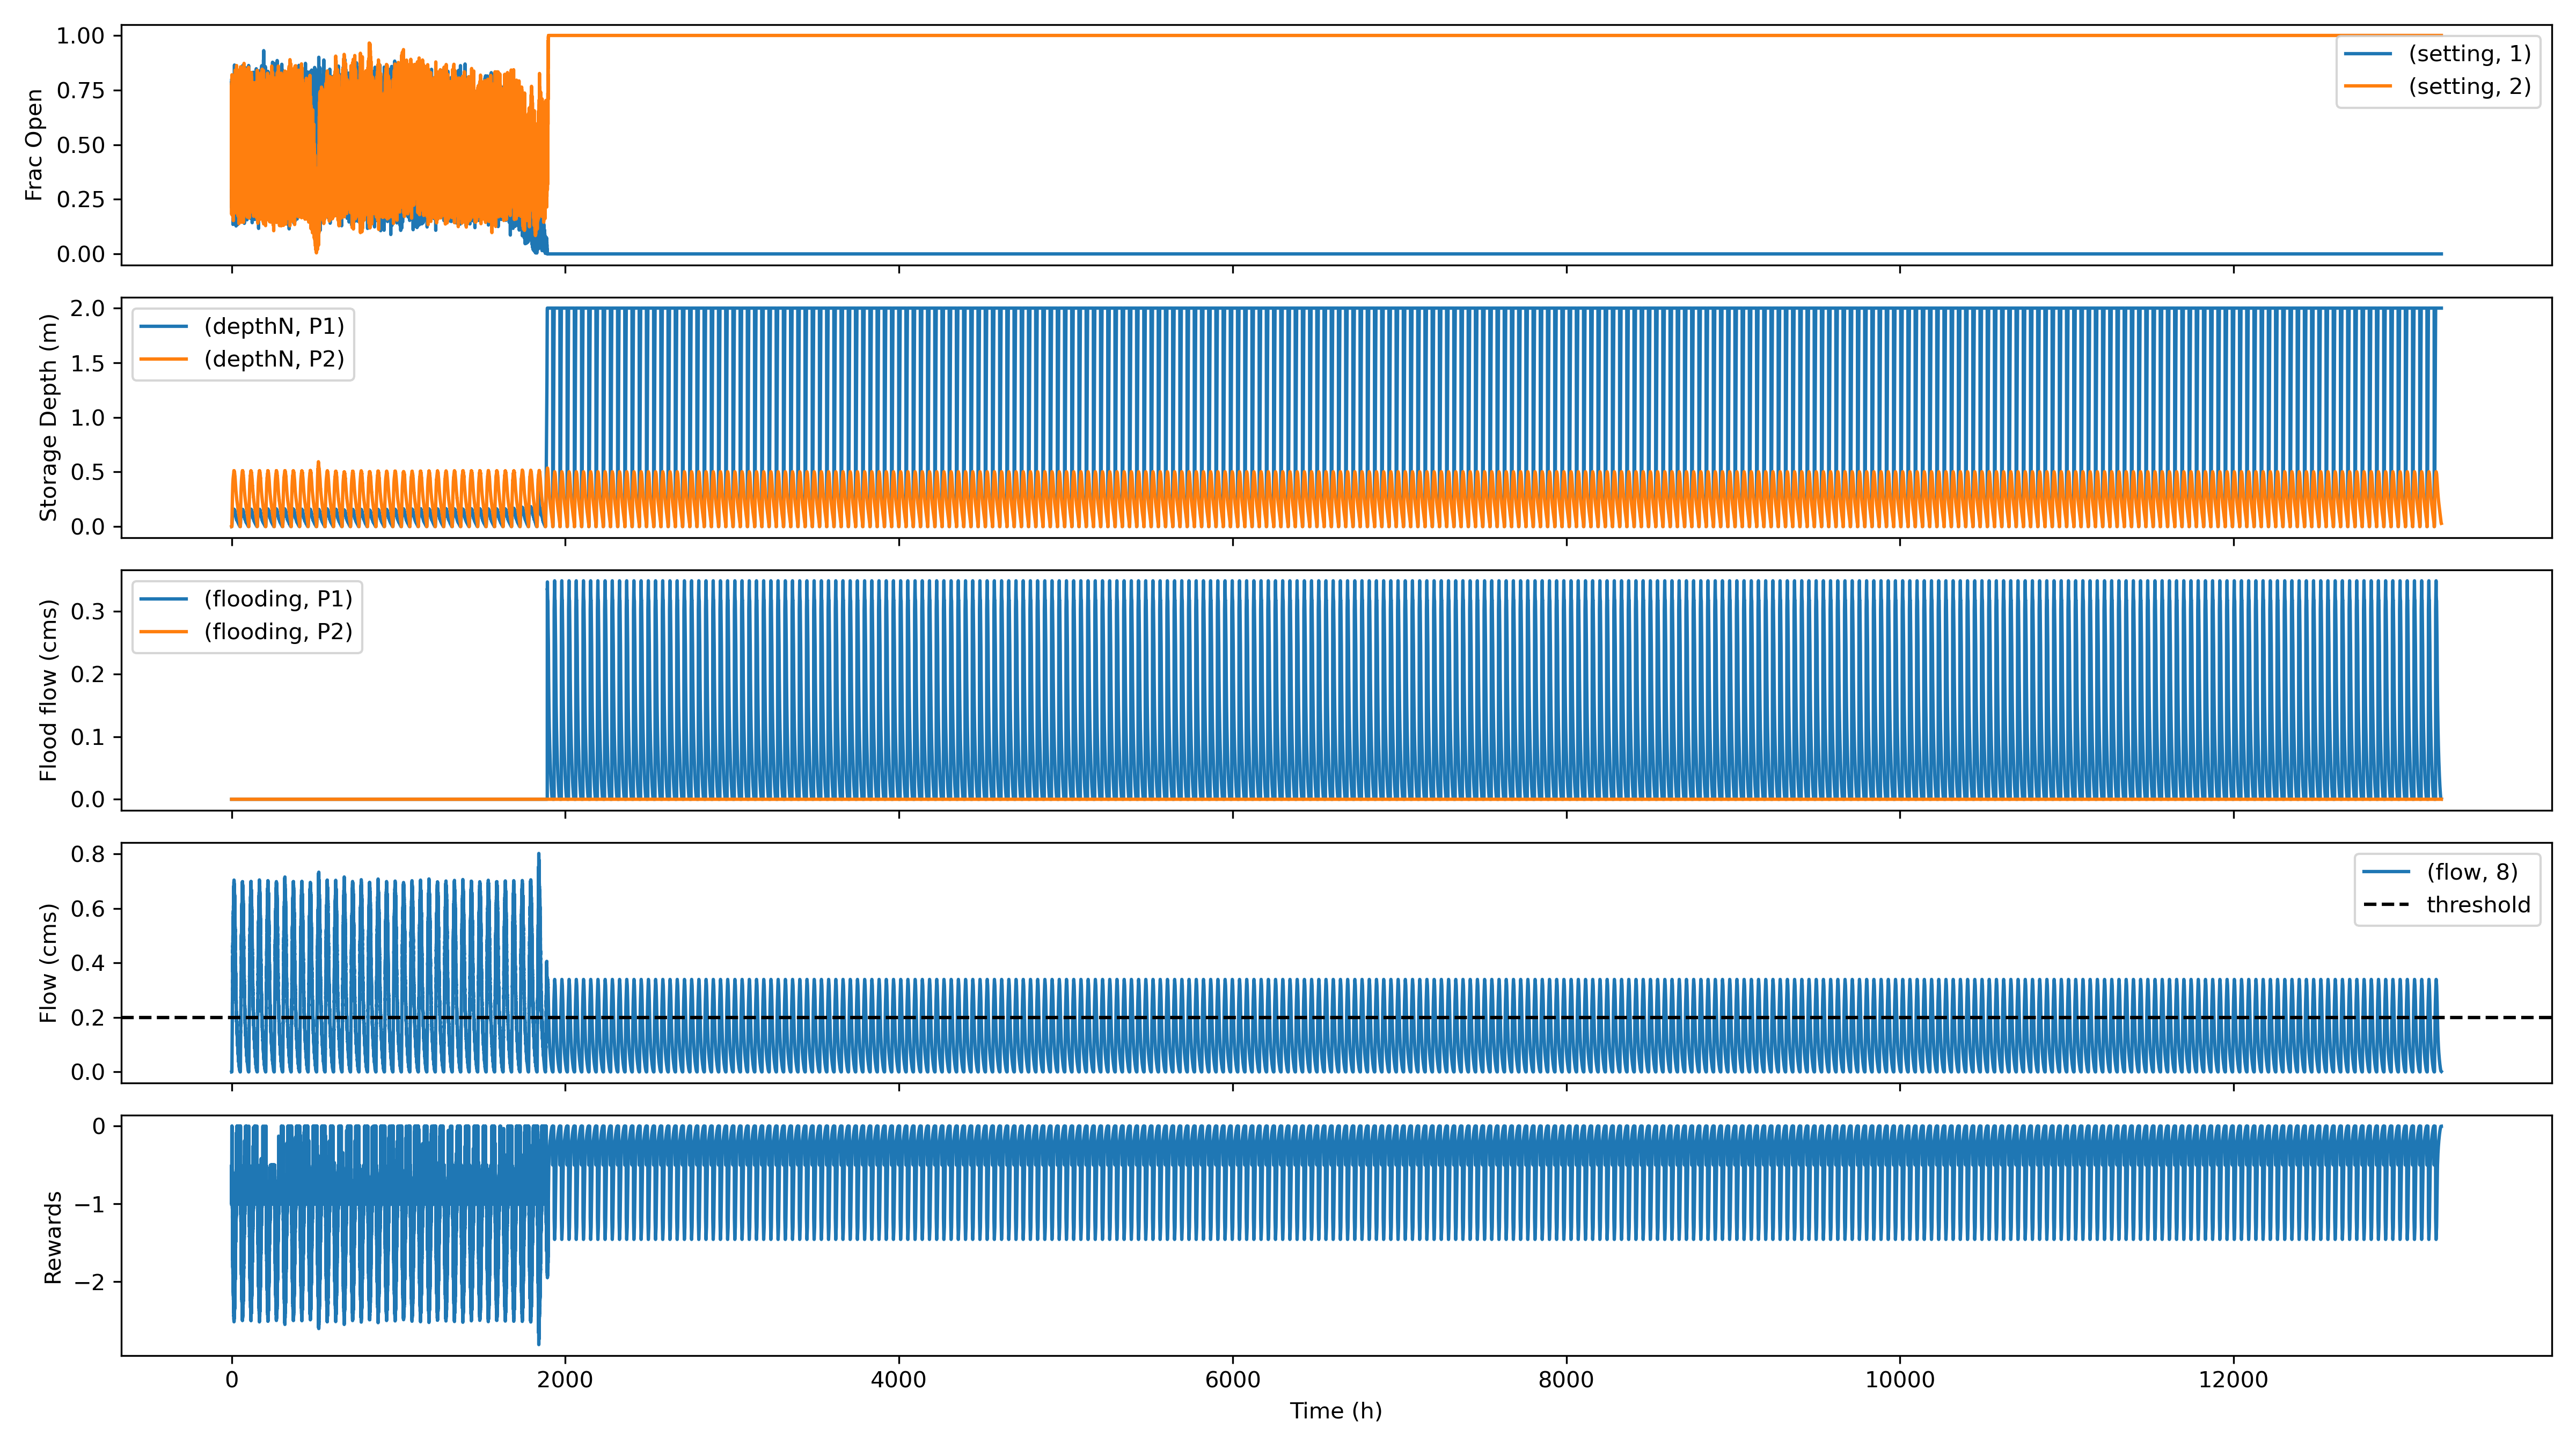 Frac Open
1.00
0.75
0.50
0.25
0.00
(setting, 1)
(setting, 2)
Storage Depth (m)
2.0
1.5
1.0
0.5
0.0
(depthN, P1)
(depthN, P2)
Flood flow (cms)
0.3
0.2
0.1
0.0
(flooding, P1)
(flooding, P2)
Flow (cms)
0.8
0.6
0.4
0.2
0.0
(flow, 8)
threshold
Rewards
0
−1
−2
0 2000 4000 6000 8000 10000 12000
Time (h)